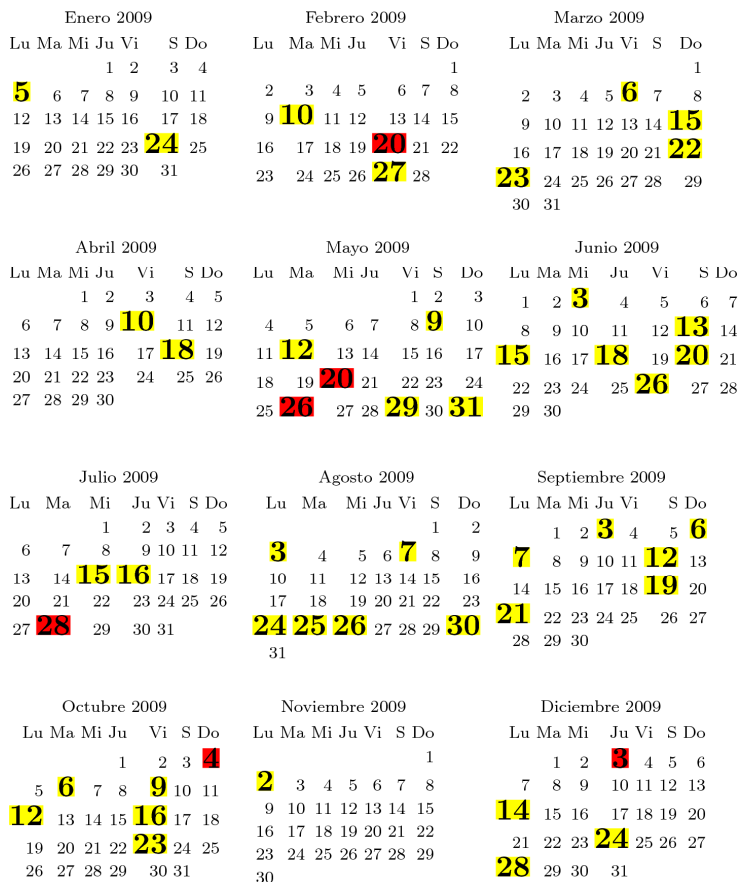 Enero 2009 Febrero 2009 Marzo 2009
Lu Ma Mi Ju Vi S Do Lu Ma Mi Ju Vi S Do Lu Ma Mi Ju Vi S Do
1 2 3 4 1 1
5 6 7 8 9 10 11 2 3 4 5 6 7 8 2 3 4 5 6 7 8
12 13 14 15 16 17 18 9 10 11 12 13 14 15 9 10 11 12 13 14 15
19 20 21 22 23 24 25 16 17 18 19 20 21 22 16 17 18 19 20 21 22
26 27 28 29 30 31 23 24 25 26 27 28 23 24 25 26 27 28 29
30 31
Abril 2009 Mayo 2009 Junio 2009
Lu Ma Mi Ju Vi S Do Lu Ma Mi Ju Vi S Do Lu Ma Mi Ju Vi S Do
1 2 3 4 5 1 2 3 1 2 3 4 5 6 7
6 7 8 9 10 11 12 4 5 6 7 8 9 10 8 9 10 11 12 13 14
13 14 15 16 17 18 19 11 12 13 14 15 16 17 15 16 17 18 19 20 21
20 21 22 23 24 25 26 18 19 20 21 22 23 24 22 23 24 25 26 27 28
27 28 29 30 25 26 27 28 29 30 31 29 30
Julio 2009 Agosto 2009 Septiembre 2009
Lu Ma Mi Ju Vi S Do Lu Ma Mi Ju Vi S Do Lu Ma Mi Ju Vi S Do
1 2 3 4 5 1 2 1 2 3 4 5 6
6 7 8 9 10 11 12 3 4 5 6 7 8 9 7 8 9 10 11 12 13
13 14 15 16 17 18 19 10 11 12 13 14 15 16 14 15 16 17 18 19 20
20 21 22 23 24 25 26 17 18 19 20 21 22 23 21 22 23 24 25 26 27
27 28 29 30 31 24 25 26 27 28 29 30 28 29 30
31
Octubre 2009 Noviembre 2009 Diciembre 2009
Lu Ma Mi Ju Vi S Do Lu Ma Mi Ju Vi S Do Lu Ma Mi Ju Vi S Do
1 2 3 4 1 1 2 3 4 5 6
5 6 7 8 9 10 11 2 3 4 5 6 7 8 7 8 9 10 11 12 13
12 13 14 15 16 17 18 9 10 11 12 13 14 15 14 15 16 17 18 19 20
19 20 21 22 23 24 25 16 17 18 19 20 21 22 21 22 23 24 25 26 27
26 27 28 29 30 31 23 24 25 26 27 28 29 28 29 30 31
30